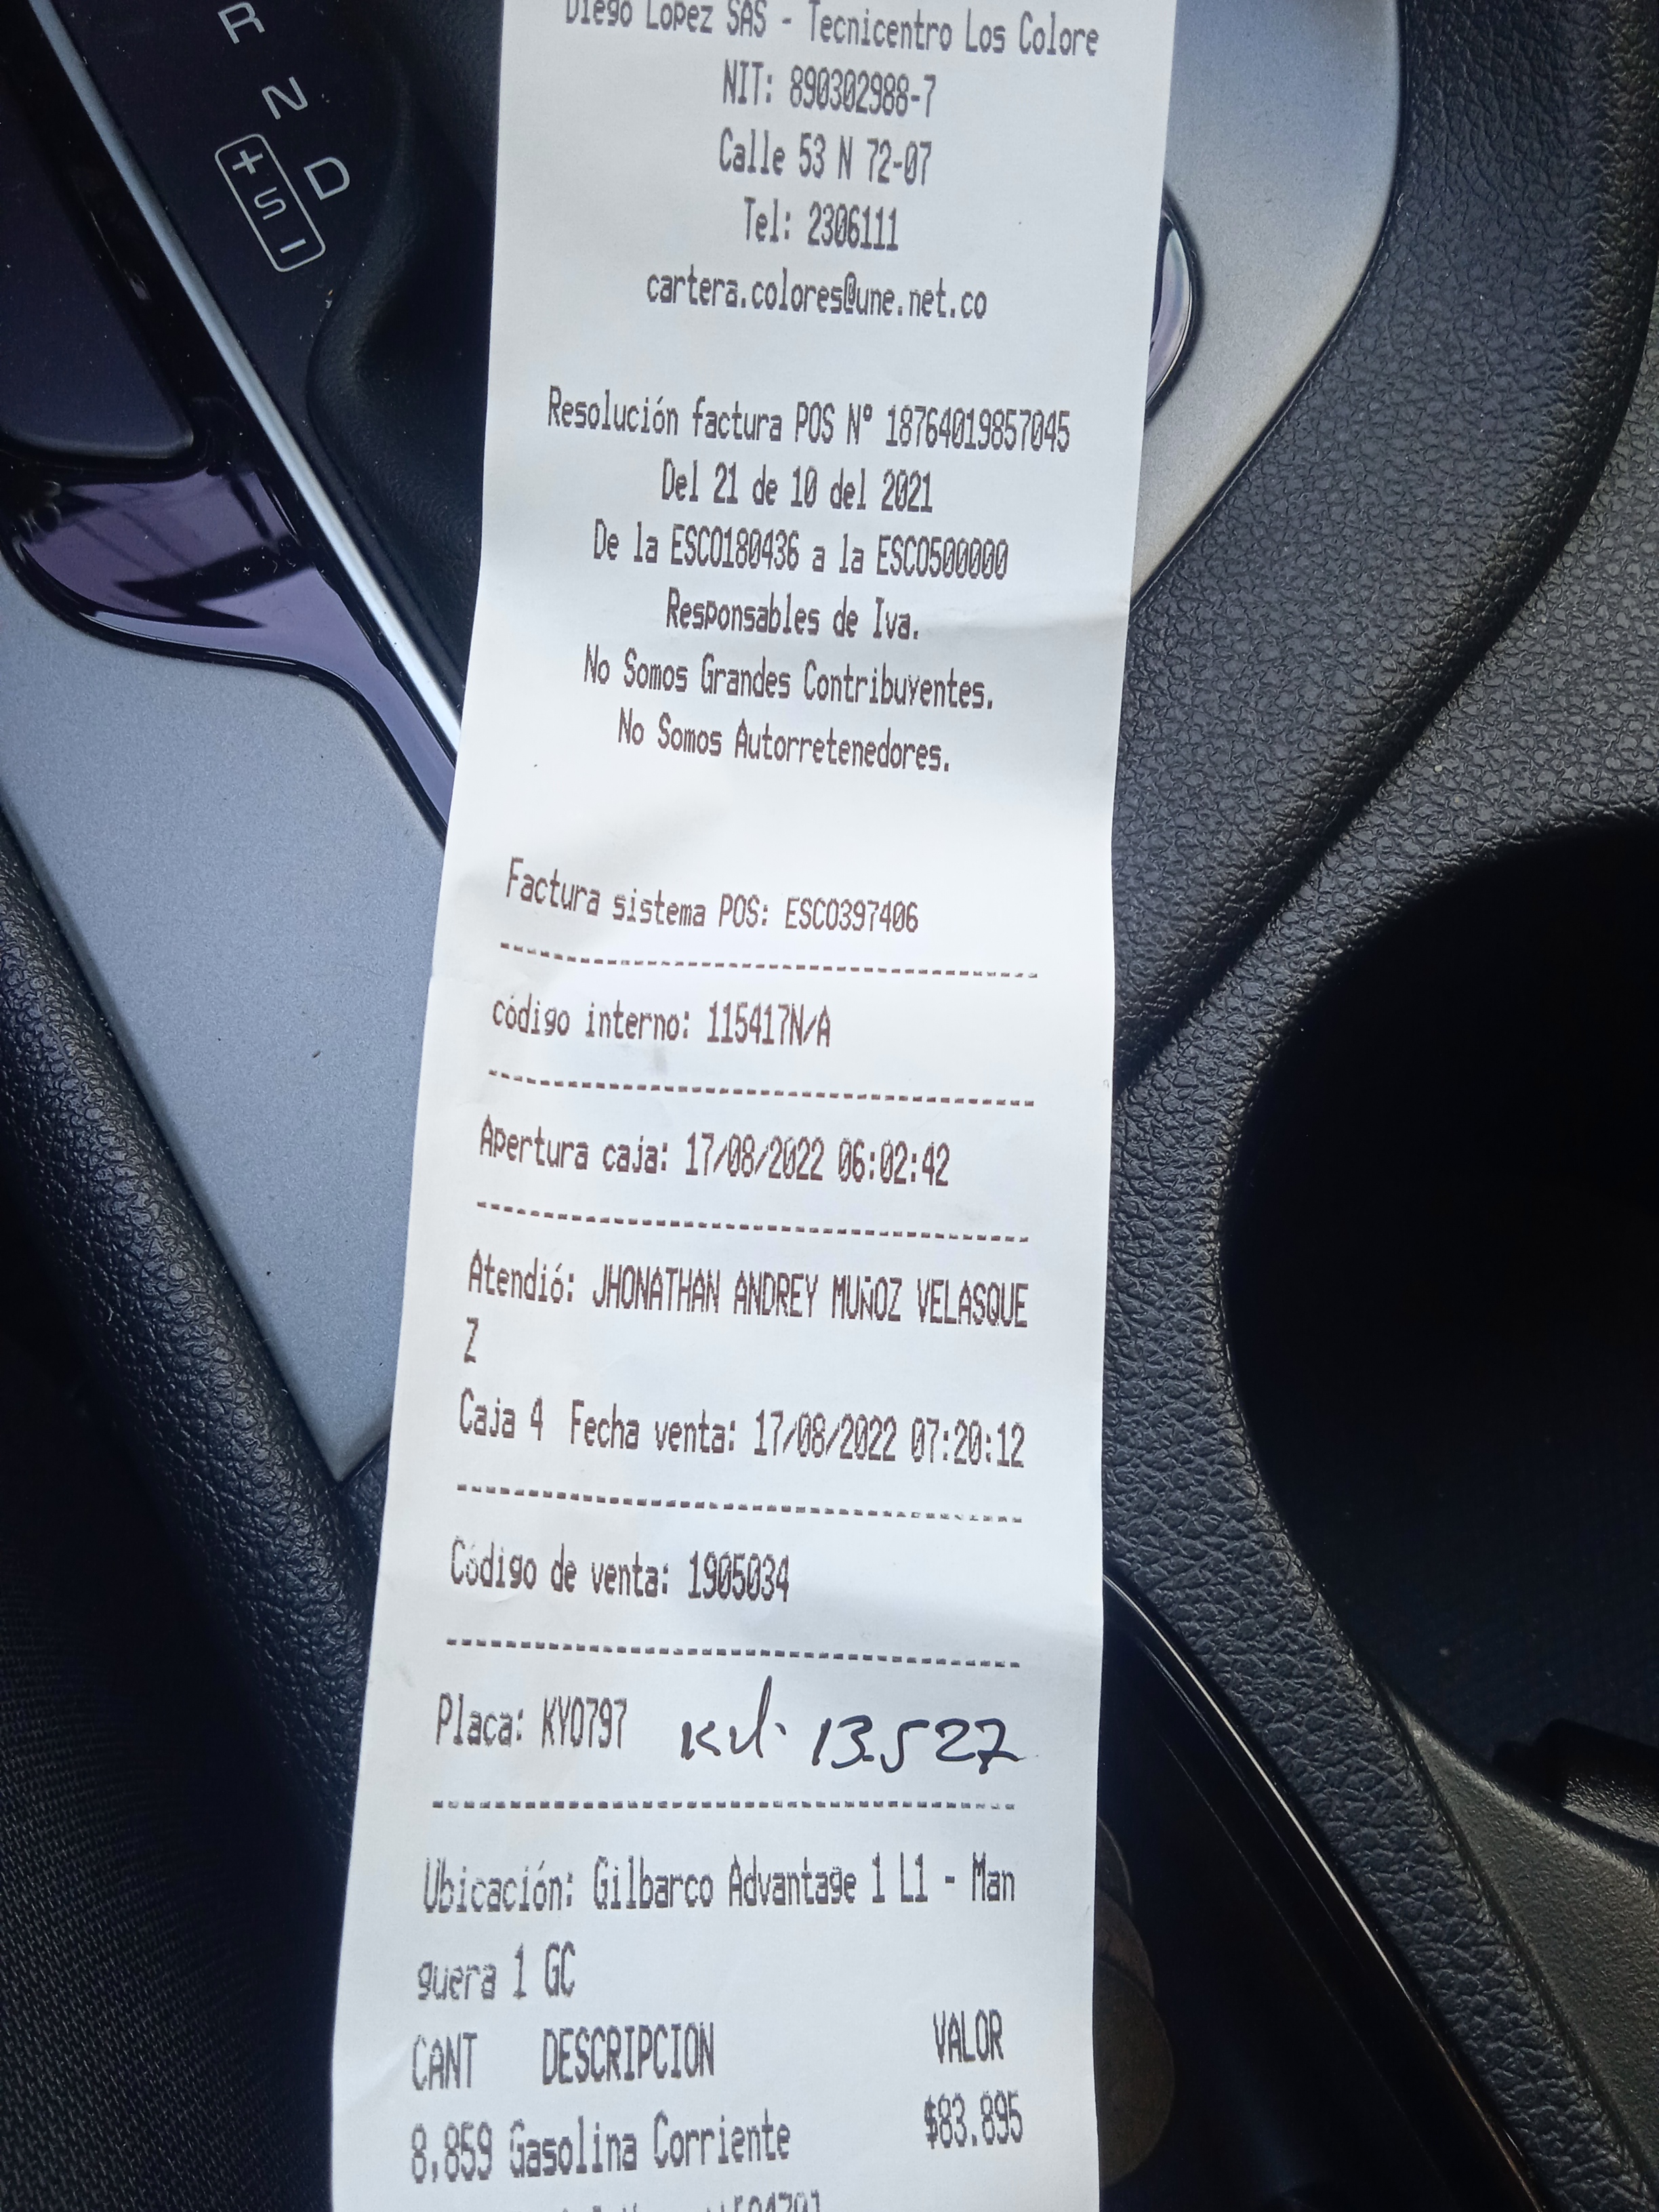 R
N
D
+
S
-
Diego Lopez SAS - Tecnicentro Los Colore
NIT: 890302988-7
Calle 53 N 72-07
Tel: 2306111
cartera.colores@une.net.co
Resolución factura POS N° 18764019857045
Del 21 de 10 del 2021
De la ESCO180436 a la ESCO500000
Responsables de Iva.
No Somos Grandes Contribuyentes.
No Somos Autorretenedores.
Factura sistema POS: ESCO397406
código interno: 115417N/A
Apertura caja: 17/08/2022 06:02:42
Atendió: JHONATHAN ANDREY MUÑOZ VELASQUE
Z
Caja 4 Fecha venta: 17/08/2022 07:20:12
Código de venta: 1905034
Placa: KYO797 Kil. 13.527
Ubicación: Gilbarco Advantage 1 L1 - Man
guera 1 GC
CANT DESCRIPCION VALOR
8,859 Gasolina Corriente $83.895